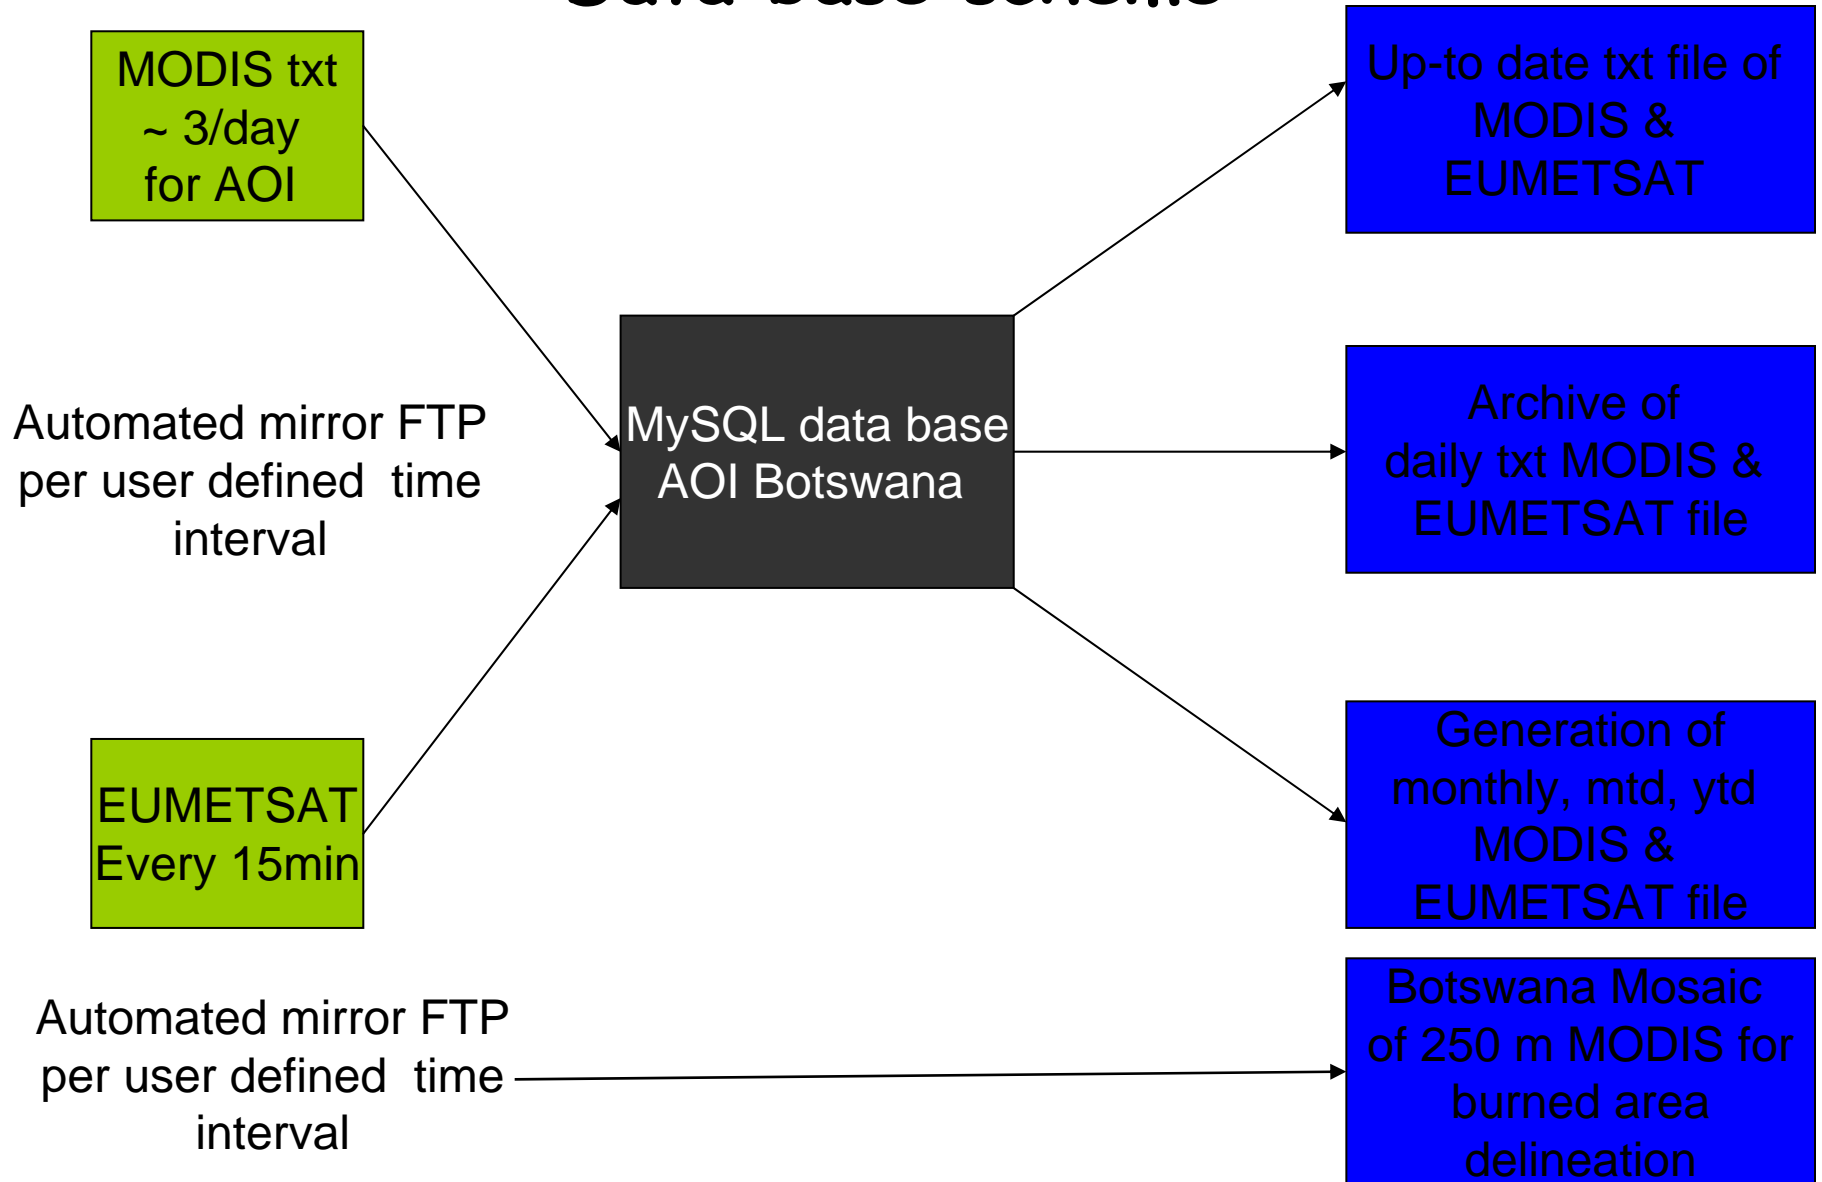 Data base scheme
MODIS txt
~ 3/day
for AOI
Automated mirror FTP
per user defined time
interval
EUMETSAT
Every 15min
MySQL data base
AOI Botswana
Up-to date txt file of
MODIS &
EUMETSAT
Archive of
daily txt MODIS &
EUMETSAT file
Generation of
monthly, mtd, ytd
MODIS &
EUMETSAT file
Automated mirror FTP
per user defined time
interval
Botswana Mosaic
of 250 m MODIS for
burned area
delineation